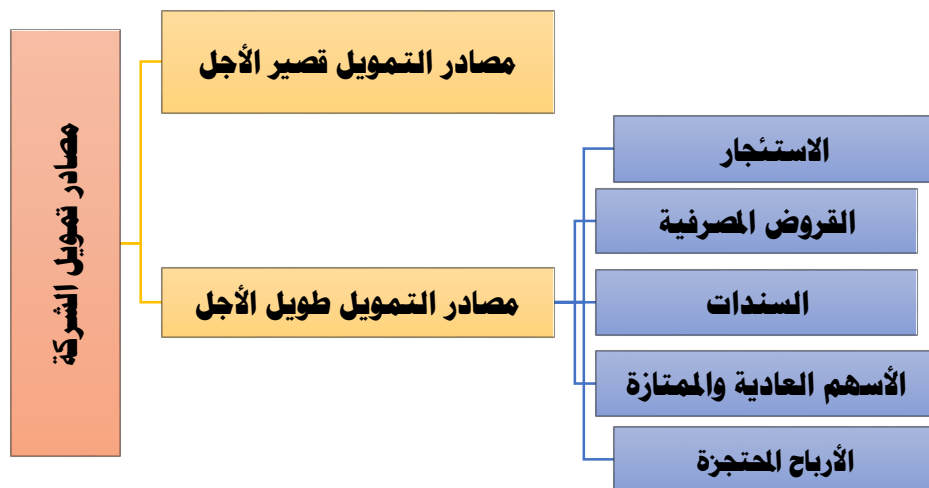 مصادر تمويل الشركة
مصادر التمويل قصير الأجل
مصادر التمويل طويل الأجل
الاستئجار
القروض المصرفية
السندات
الأسهم العادية والممتازة
الأرباح المحتجزة